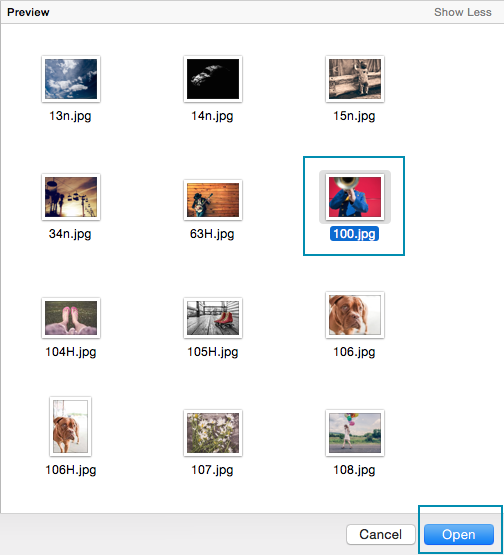 Preview Show Less
13n.jpg 14n.jpg 15n.jpg
34n.jpg 63H.jpg 100.jpg
104H.jpg 105H.jpg 106.jpg
106H.jpg 107.jpg 108.jpg
Cancel Open